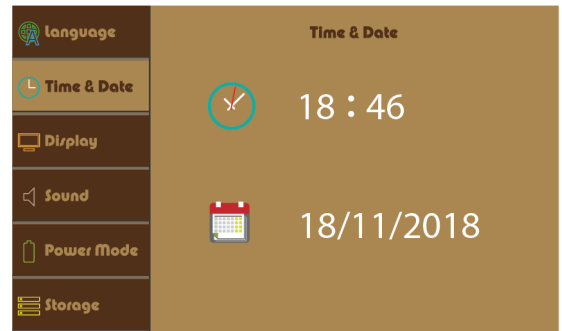 Language
Time & Date
Display
Sound
Power Mode
Storage
Time & Date
18 : 46
18/11/2018